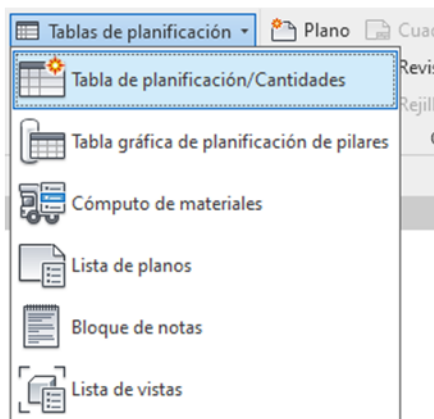 Tablas de planificación
Plano
Tabla de planificación/Cantidades
Tabla gráfica de planificación de pilares
Cómputo de materiales
Lista de planos
Bloque de notas
Lista de vistas